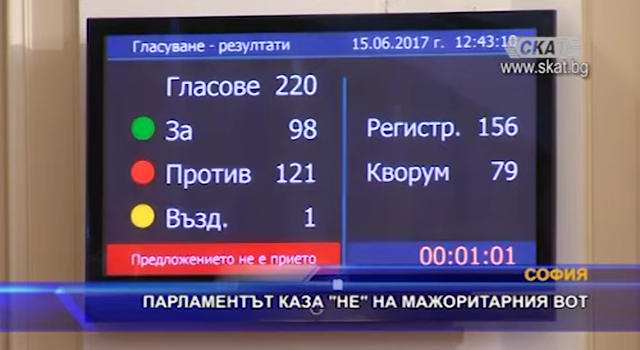 Гласуване - резултати 15.06.2017 г. 12:43:10
СКАТ
www.skat.bg
Гласове 220
За 98
Против 121
Възд. 1
Предложението не е прието
Регистр. 156
Кворум 79
00:01:01
СОФИЯ
ПАРЛАМЕНТЪТ КАЗА "НЕ" НА МАЖОРИТАРНИЯ ВОТ